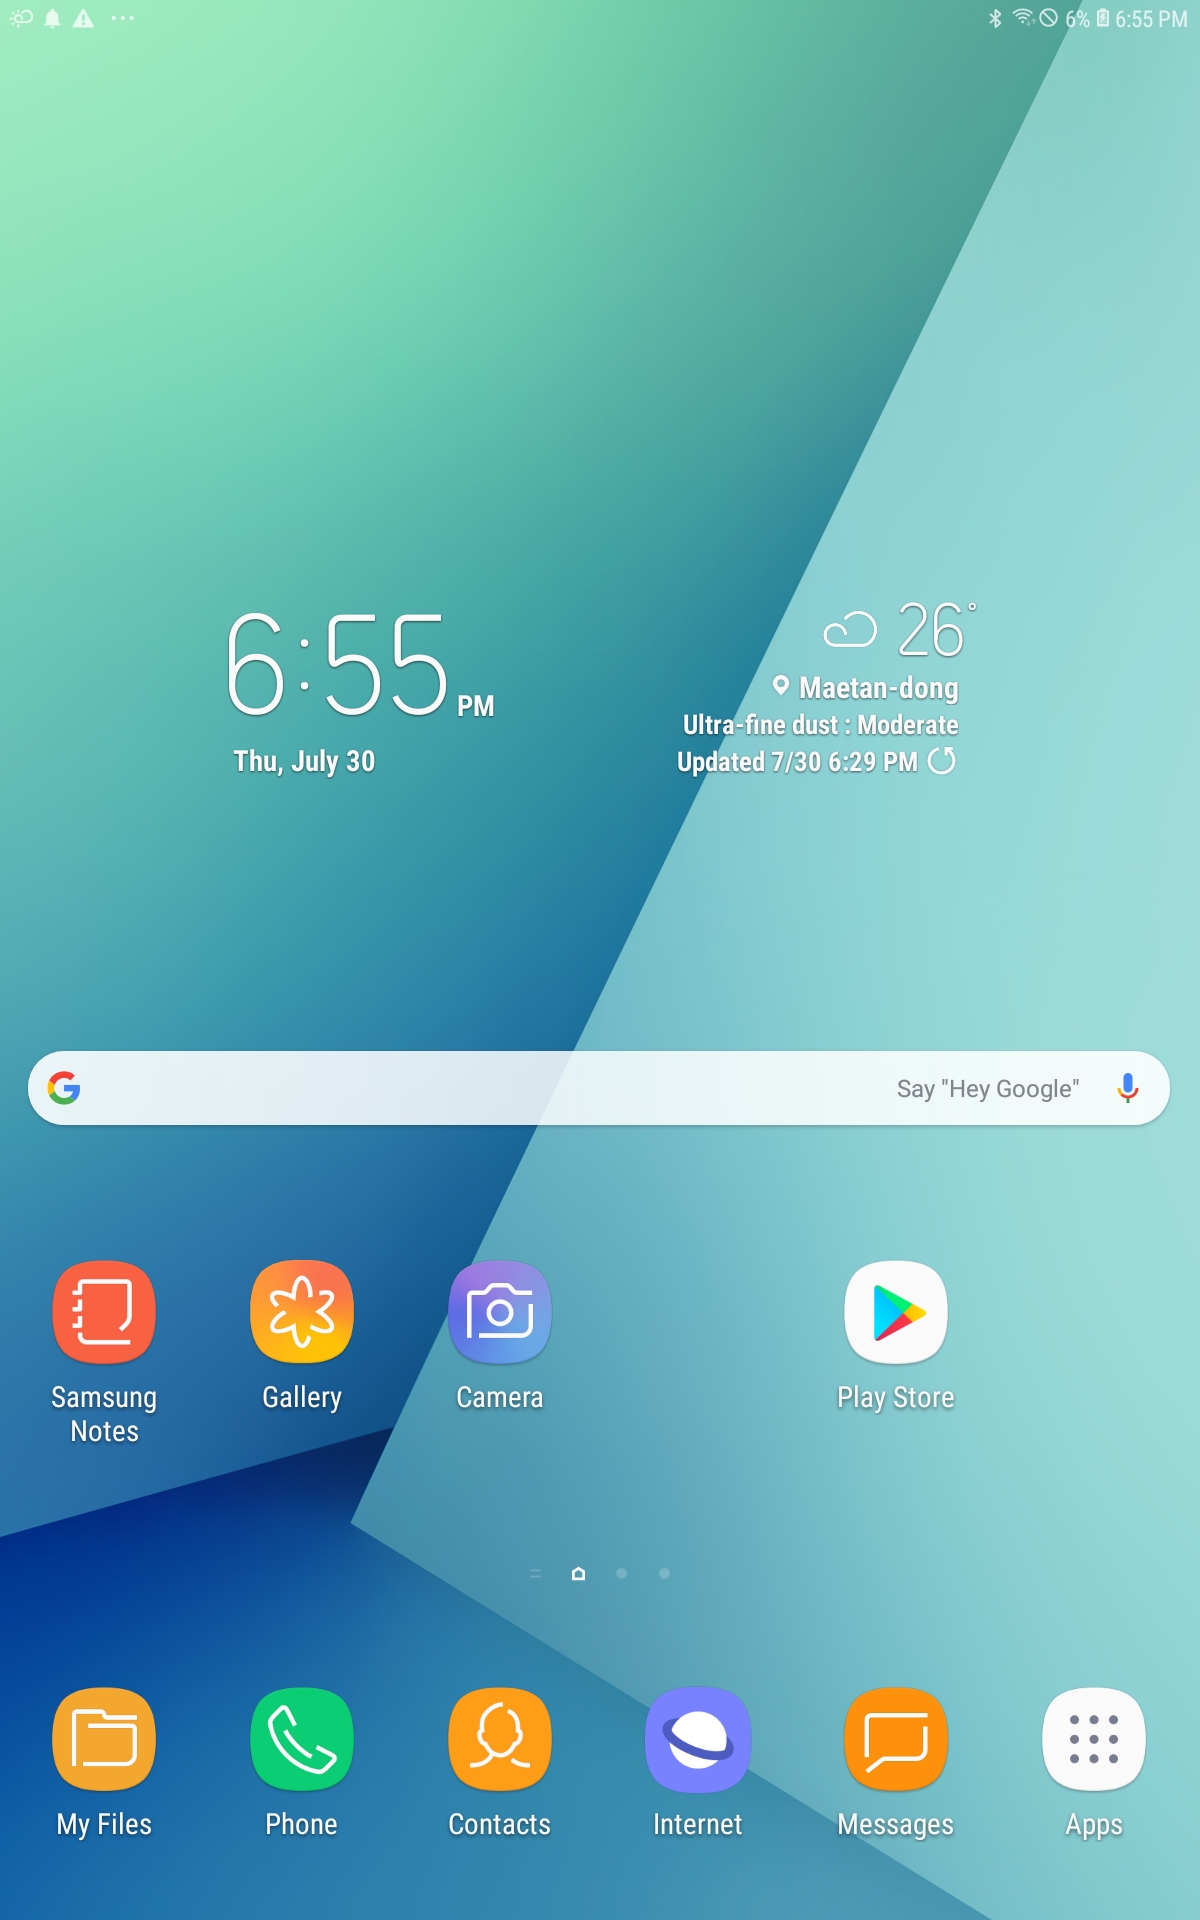 6% 6:55 PM
6:55 PM
Thu, July 30
26°
Maetan-dong
Ultra-fine dust : Moderate
Updated 7/30 6:29 PM
Say "Hey Google"
Samsung
Notes
Gallery
Camera
Play Store
My Files
Phone
Contacts
Internet
Messages
Apps